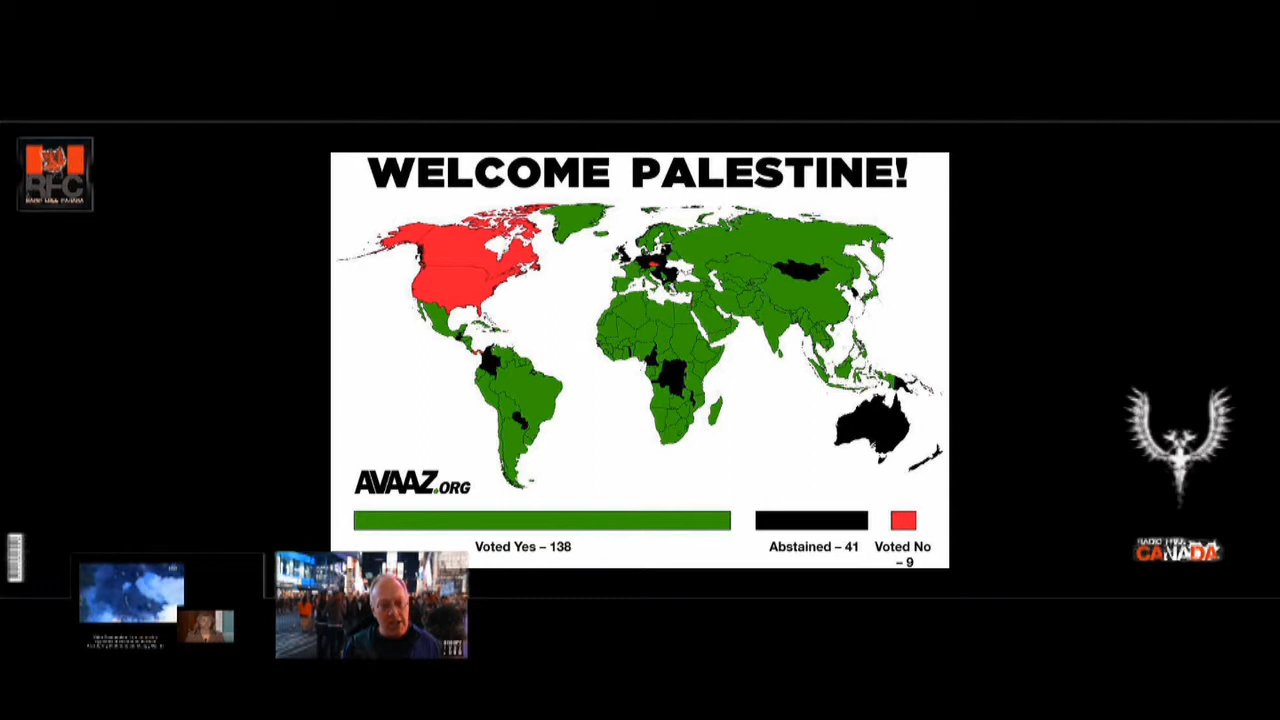 WELCOME PALESTINE!
RFC
AVAAZ.ORG
Voted Yes – 138
Abstained – 41
Voted No
– 9
CANADA